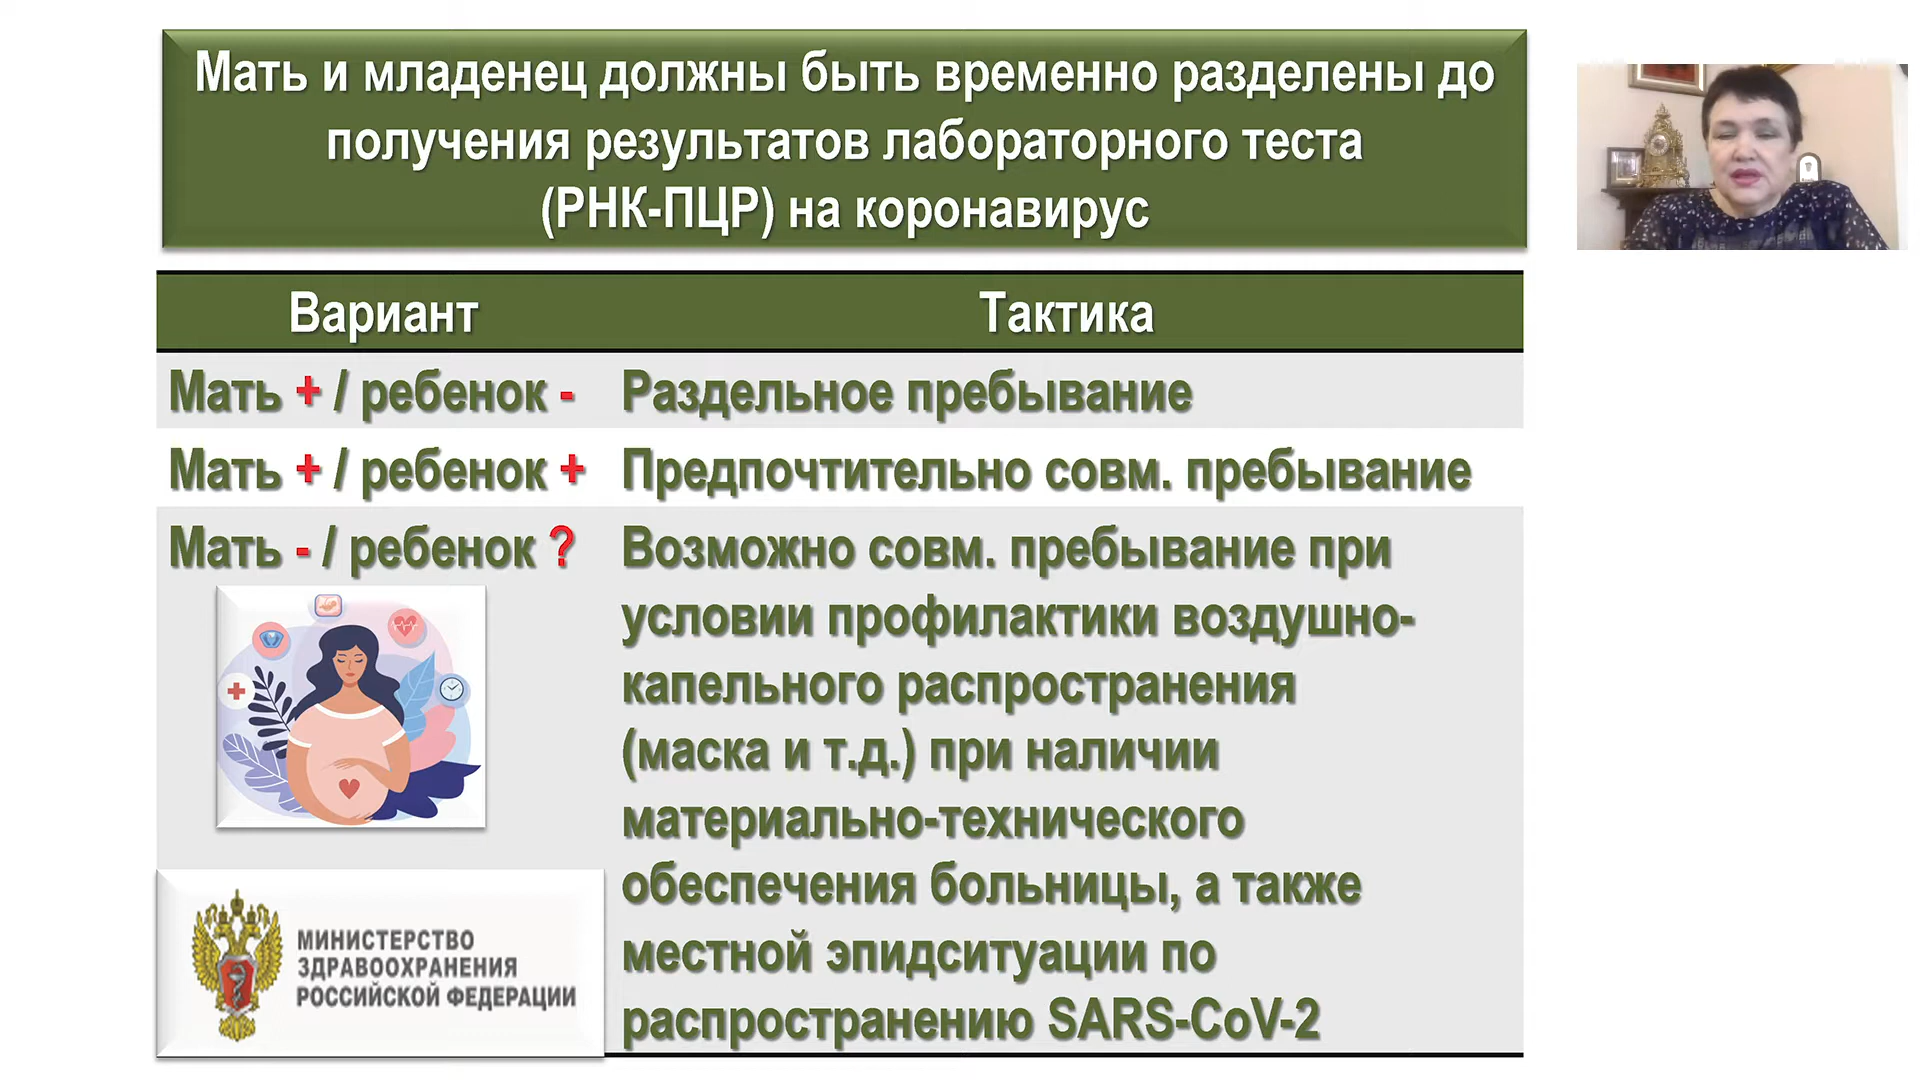 Мать и младенец должны быть временно разделены до
получения результатов лабораторного теста
(РНК-ПЦР) на коронавирус
Вариант Тактика
Мать + / ребенок - Раздельное пребывание
Мать + / ребенок + Предпочтительно совм. пребывание
Мать - / ребенок ? Возможно совм. пребывание при
условии профилактики воздушно-
капельного распространения
(маска и т.д.) при наличии
материально-технического
обеспечения больницы, а также
местной эпидситуации по
распространению SARS-CoV-2
МИНИСТЕРСТВО
ЗДРАВООХРАНЕНИЯ
РОССИЙСКОЙ ФЕДЕРАЦИИ